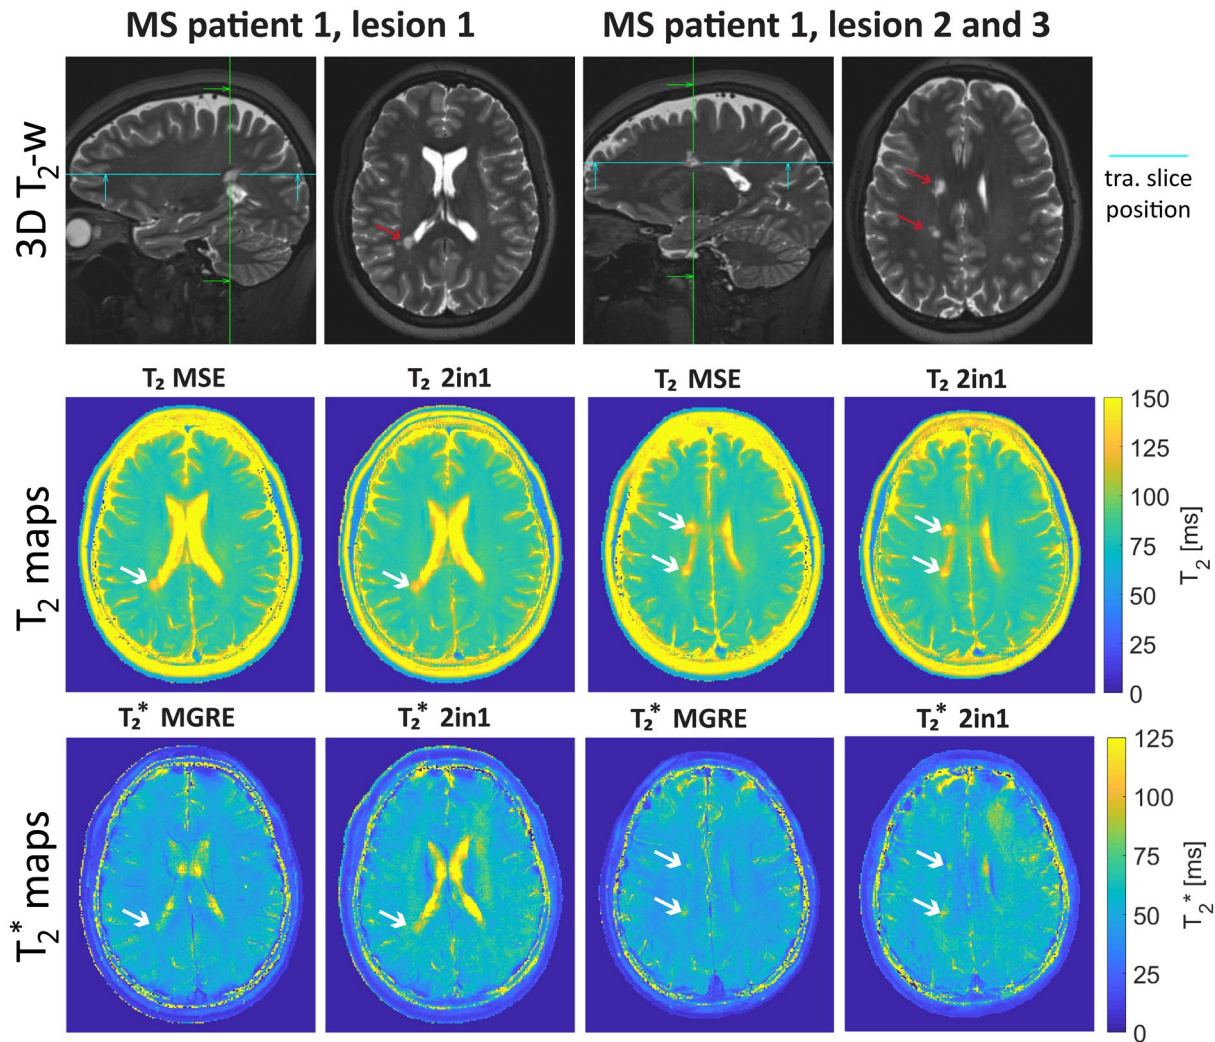 MS patient 1, lesion 1
MS patient 1, lesion 2 and 3
3D T₂-w
tra. slice
position
T₂ MSE
T₂ 2in1
T₂ MSE
T₂ 2in1
T₂ maps
150
125
100
75
50
25
0
T₂ [ms]
T₂* MGRE
T₂* 2in1
T₂* MGRE
T₂* 2in1
T₂* maps
125
100
75
50
25
0
T₂* [ms]